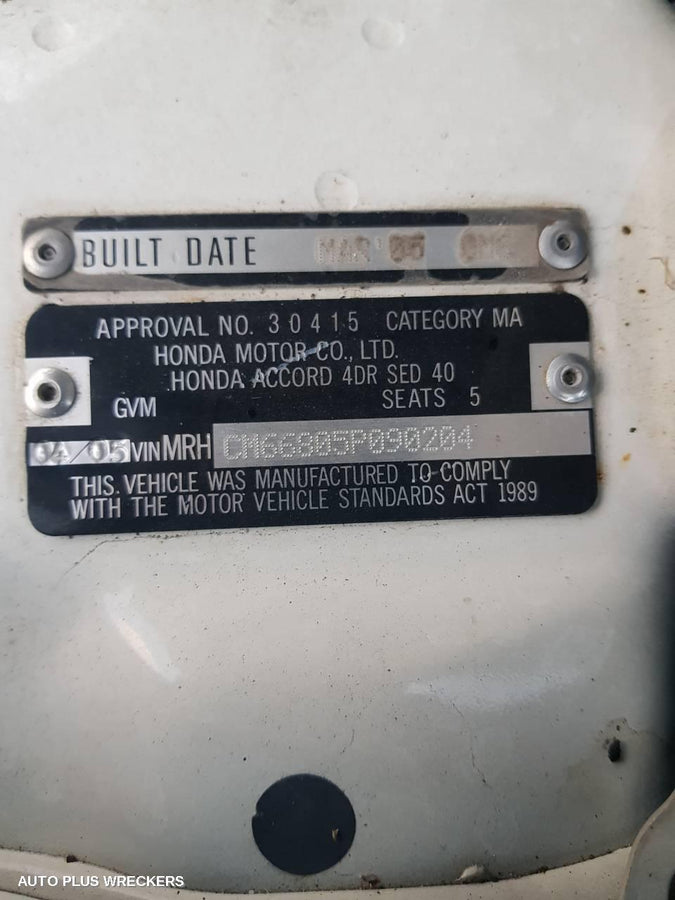 BUILT DATE MAR 05
APPROVAL NO. 30415 CATEGORY MA
HONDA MOTOR CO., LTD.
HONDA ACCORD 4DR SED 40
GVM SEATS 5
04/05 VIN MRH CM66805P090204
THIS VEHICLE WAS MANUFACTURED TO COMPLY
WITH THE MOTOR VEHICLE STANDARDS ACT 1989
AUTO PLUS WRECKERS